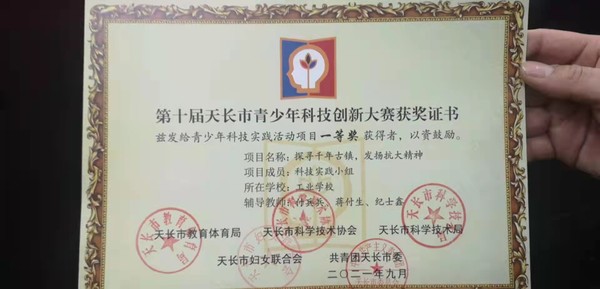 第十届天长市青少年科技创新大赛获奖证书
兹发给青少年科技实践活动项目一等奖获得者，以资鼓励。
项目名称：探寻千年古镇，发扬抗大精神
项目成员：科技实践小组
所在学校：工业学校
辅导教师：付振兵、蒋付生、纪士鑫
天长市教育体育局 天长市科学技术协会 天长市科学技术局
天长市妇女联合会 共青团天长市委
二〇二一年九月